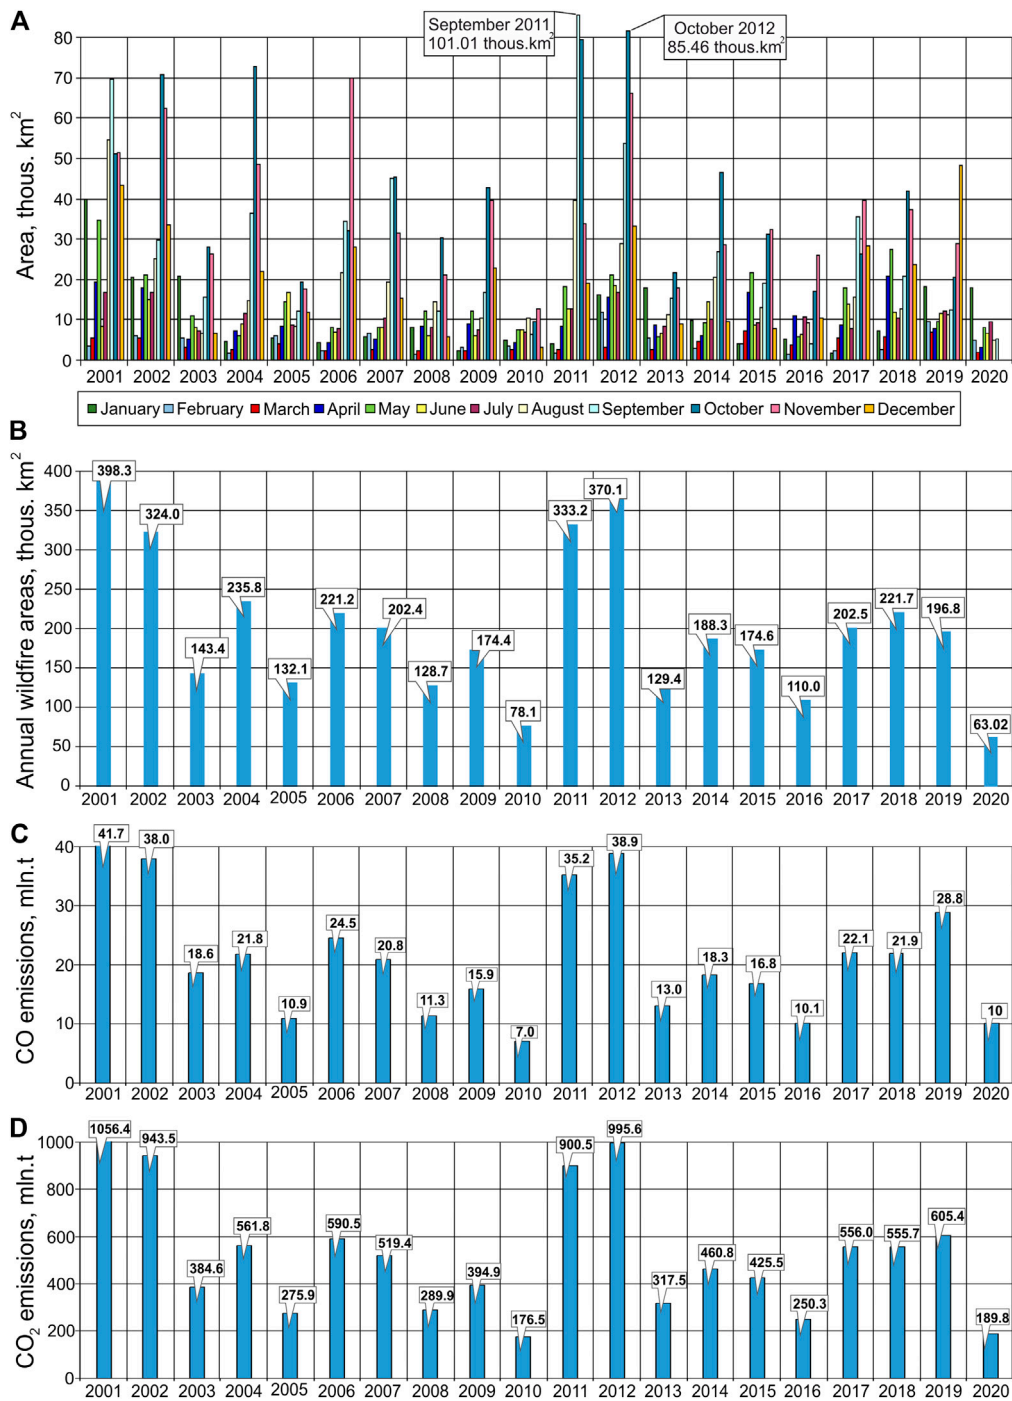 A
September 2011
101.01 thous.km2
October 2012
85.46 thous.km2
Area, thous. km2
80
70
60
50
40
30
20
10
0
2001 2002 2003 2004 2005 2006 2007 2008 2009 2010 2011 2012 2013 2014 2015 2016 2017 2018 2019 2020
January February March April May June July August September October November December
B
Annual wildfire areas, thous. km2
400
350
300
250
200
150
100
50
0
398.3 324.0 143.4 235.8 132.1 221.2 202.4 128.7 174.4 78.1 333.2 370.1 129.4 188.3 174.6 110.0 202.5 221.7 196.8 63.02
2001 2002 2003 2004 2005 2006 2007 2008 2009 2010 2011 2012 2013 2014 2015 2016 2017 2018 2019 2020
C
CO emissions, mln.t
40
30
20
10
0
41.7 38.0 18.6 21.8 10.9 24.5 20.8 11.3 15.9 7.0 35.2 38.9 13.0 18.3 16.8 10.1 22.1 21.9 28.8 10
2001 2002 2003 2004 2005 2006 2007 2008 2009 2010 2011 2012 2013 2014 2015 2016 2017 2018 2019 2020
D
CO2 emissions, mln.t
1000
800
600
400
200
0
1056.4 943.5 384.6 561.8 275.9 590.5 519.4 289.9 394.9 176.5 900.5 995.6 317.5 460.8 425.5 250.3 556.0 555.7 605.4 189.8
2001 2002 2003 2004 2005 2006 2007 2008 2009 2010 2011 2012 2013 2014 2015 2016 2017 2018 2019 2020